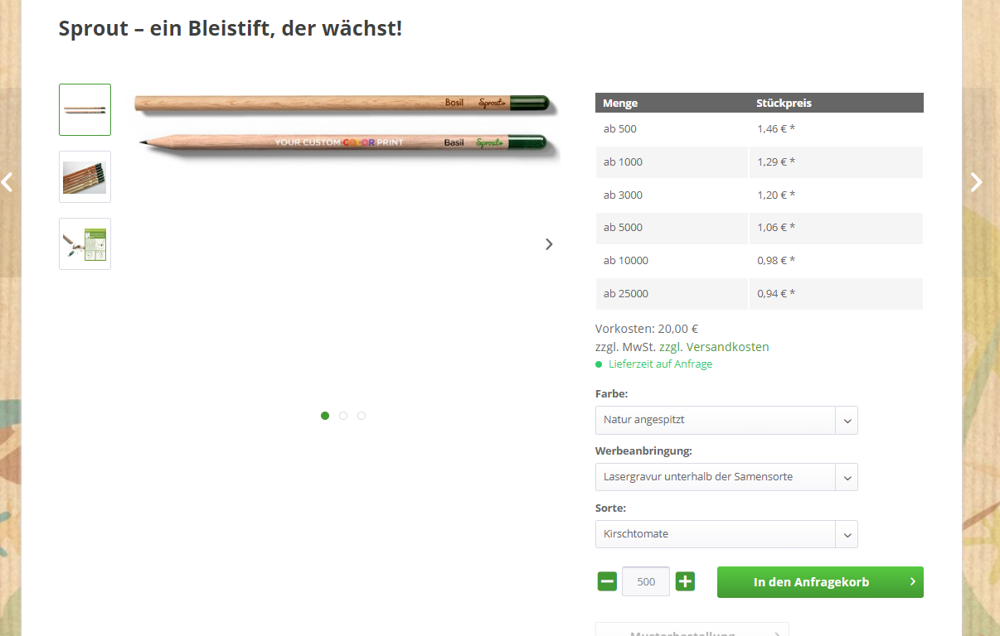 Sprout – ein Bleistift, der wächst!
Basil Sprout
YOUR CUSTOM COLOR PRINT Basil Sprout
Menge Stückpreis
ab 500 1,46 € *
ab 1000 1,29 € *
ab 3000 1,20 € *
ab 5000 1,06 € *
ab 10000 0,98 € *
ab 25000 0,94 € *
Vorkosten: 20,00 €
zzgl. MwSt. zzgl. Versandkosten
Lieferzeit auf Anfrage
Farbe:
Natur angespitzt
Werbeanbringung:
Lasergravur unterhalb der Samensorte
Sorte:
Kirschtomate
500 In den Anfragekorb
Musterbestellung